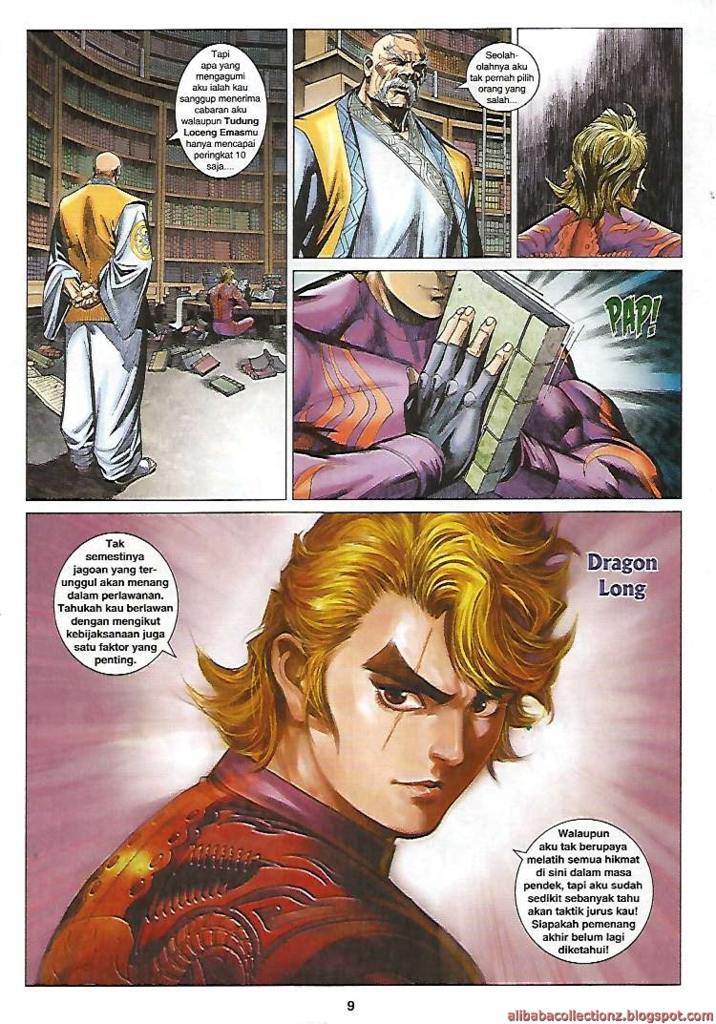 Tapi
apa yang
mengagumi
aku ialah kau
sanggup menerima
cabaran aku
walaupun Tudung
Loceng Emasmu
hanya mencapai
peringkat 10
saja....
Seolah-
olahnya aku
tak pernah pilih
orang yang
salah...
PAP!
Tak
semestinya
jagoan yang ter-
unggul akan menang
dalam perlawanan.
Tahukah kau berlawan
dengan mengikut
kebijaksanaan juga
satu faktor yang
penting.
Dragon
Long
Walaupun
aku tak berupaya
melatih semua hikmat
di sini dalam masa
pendek, tapi aku sudah
sedikit sebanyak tahu
akan taktik jurus kau!
Siapakah pemenang
akhir belum lagi
diketahui!
9
alibabacollectionz.blogspot.com